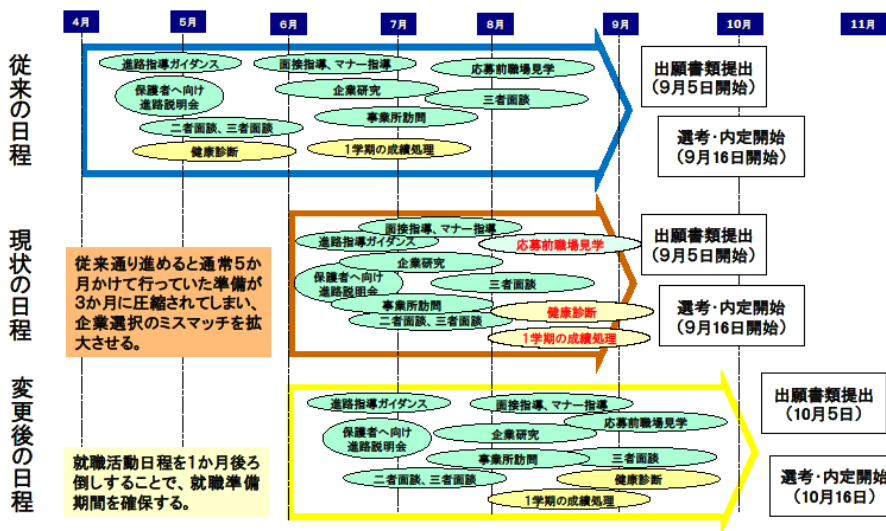 4月
5月
6月
7月
8月
9月
10月
11月
従来の日程
進路指導ガイダンス
面接指導、マナー指導
応募前職場見学
保護者へ向け
進路説明会
企業研究
三者面談
二者面談、三者面談
事業所訪問
健康診断
1学期の成績処理
出願書類提出
(9月5日開始)
選考・内定開始
(9月16日開始)
現状の日程
従来通り進めると通常5か
月かけて行っていた準備が
3か月に圧縮されてしまい、
企業選択のミスマッチを拡
大させる。
面接指導、マナー指導
進路指導ガイダンス
応募前職場見学
企業研究
保護者へ向け
進路説明会
三者面談
事業所訪問
健康診断
二者面談、三者面談
1学期の成績処理
出願書類提出
(9月5日開始)
選考・内定開始
(9月16日開始)
変更後の日程
就職活動日程を1か月後ろ
倒しすることで、就職準備
期間を確保する。
進路指導ガイダンス
面接指導、マナー指導
応募前職場見学
保護者へ向け
進路説明会
企業研究
事業所訪問
三者面談
二者面談、三者面談
健康診断
1学期の成績処理
出願書類提出
(10月5日)
選考・内定開始
(10月16日)